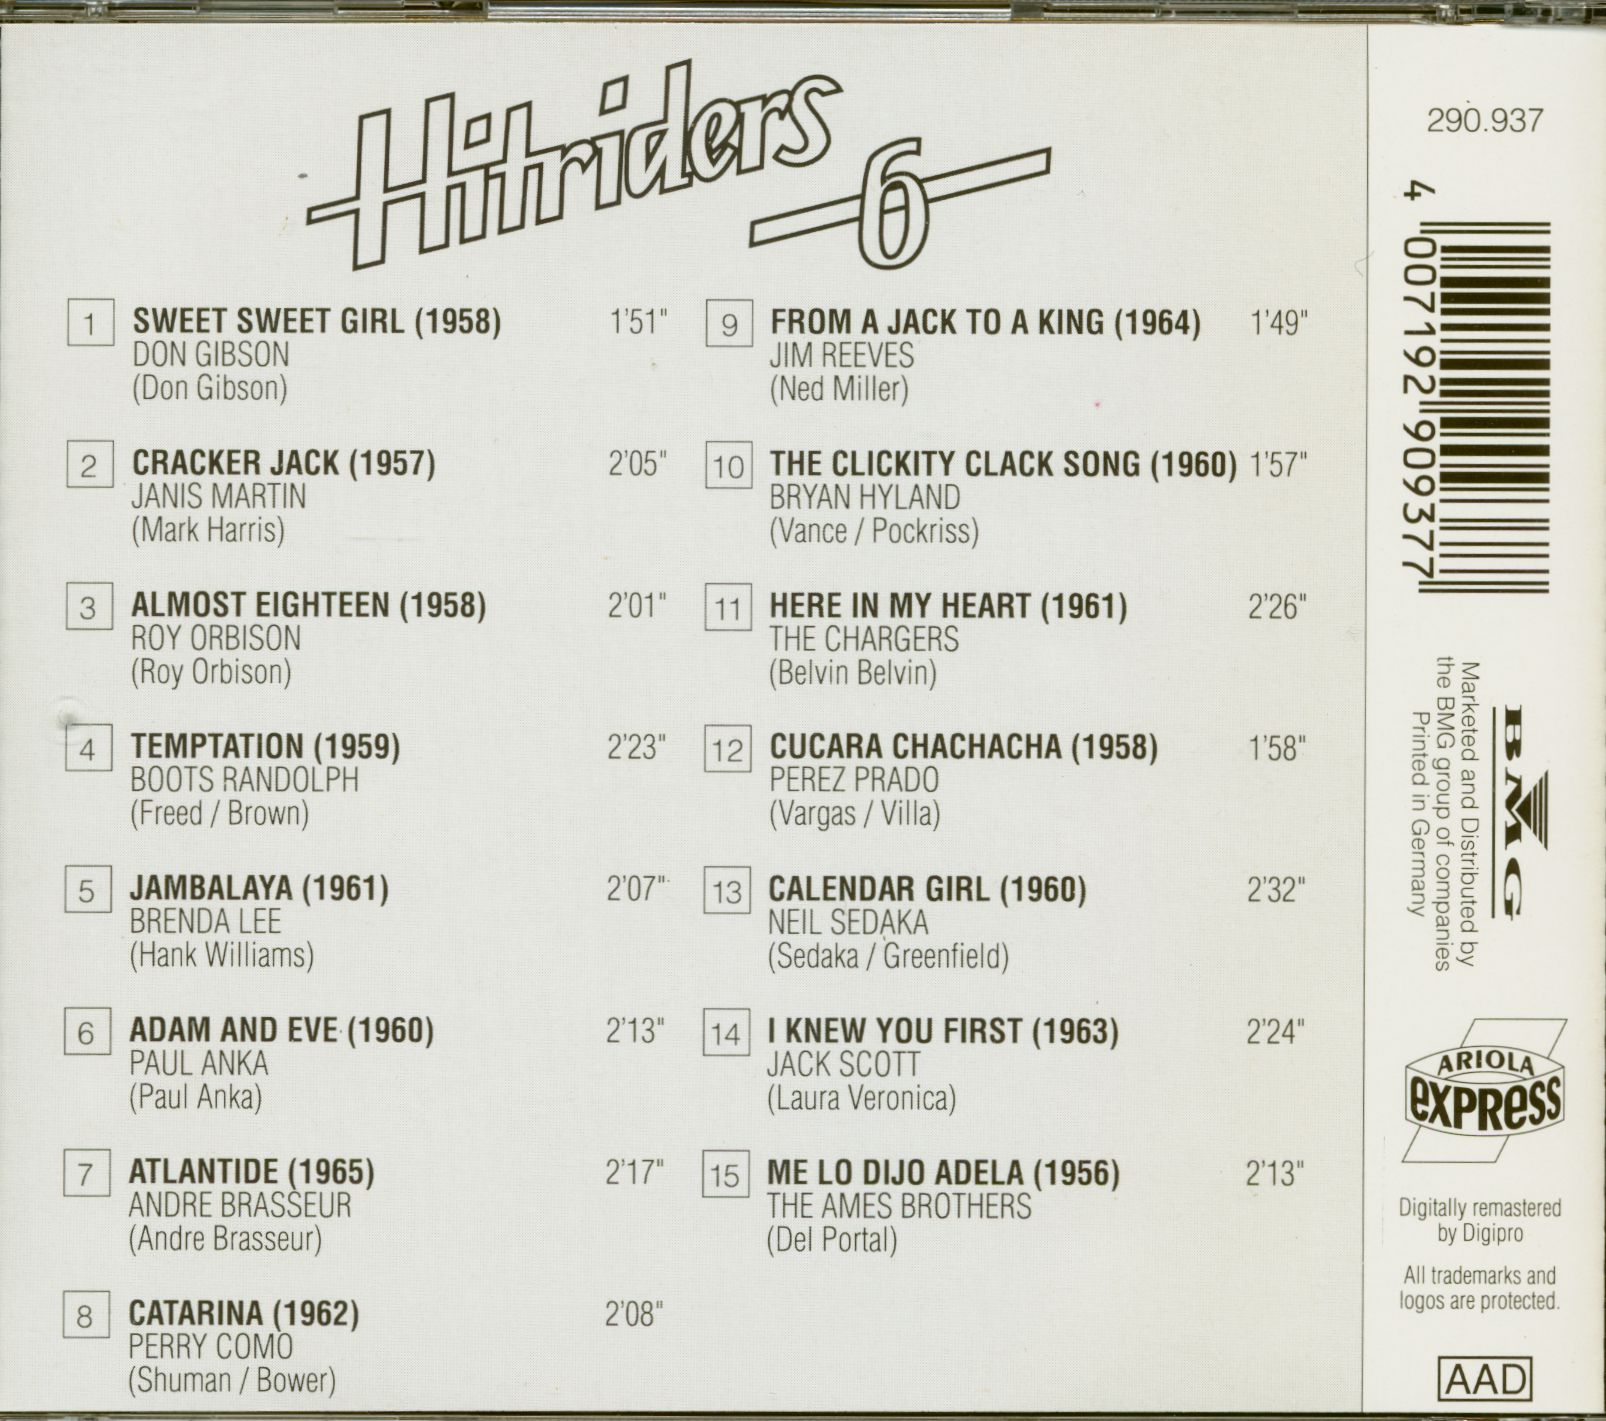 Hitriders
6
1 SWEET SWEET GIRL (1958) 1'51"
DON GIBSON
(Don Gibson)
2 CRACKER JACK (1957) 2'05"
JANIS MARTIN
(Mark Harris)
3 ALMOST EIGHTEEN (1958) 2'01"
ROY ORBISON
(Roy Orbison)
4 TEMPTATION (1959) 2'23"
BOOTS RANDOLPH
(Freed / Brown)
5 JAMBALAYA (1961) 2'07"
BRENDA LEE
(Hank Williams)
6 ADAM AND EVE (1960) 2'13"
PAUL ANKA
(Paul Anka)
7 ATLANTIDE (1965) 2'17"
ANDRE BRASSEUR
(Andre Brasseur)
8 CATARINA (1962) 2'08"
PERRY COMO
(Shuman / Bower)
9 FROM A JACK TO A KING (1964) 1'49"
JIM REEVES
(Ned Miller)
10 THE CLICKITY CLACK SONG (1960) 1'57"
BRYAN HYLAND
(Vance / Pockriss)
11 HERE IN MY HEART (1961) 2'26"
THE CHARGERS
(Belvin Belvin)
12 CUCARA CHACHACHA (1958) 1'58"
PEREZ PRADO
(Vargas / Villa)
13 CALENDAR GIRL (1960) 2'32"
NEIL SEDAKA
(Sedaka / Greenfield)
14 I KNEW YOU FIRST (1963) 2'24"
JACK SCOTT
(Laura Veronica)
15 ME LO DIJO ADELA (1956) 2'13"
THE AMES BROTHERS
(Del Portal)
290.937
4 007192 909377
BMG
Marketed and Distributed by
the BMG group of companies
Printed in Germany
ARIOLA
EXPRESS
Digitally remastered
by Digipro
All trademarks and
logos are protected.
AAD